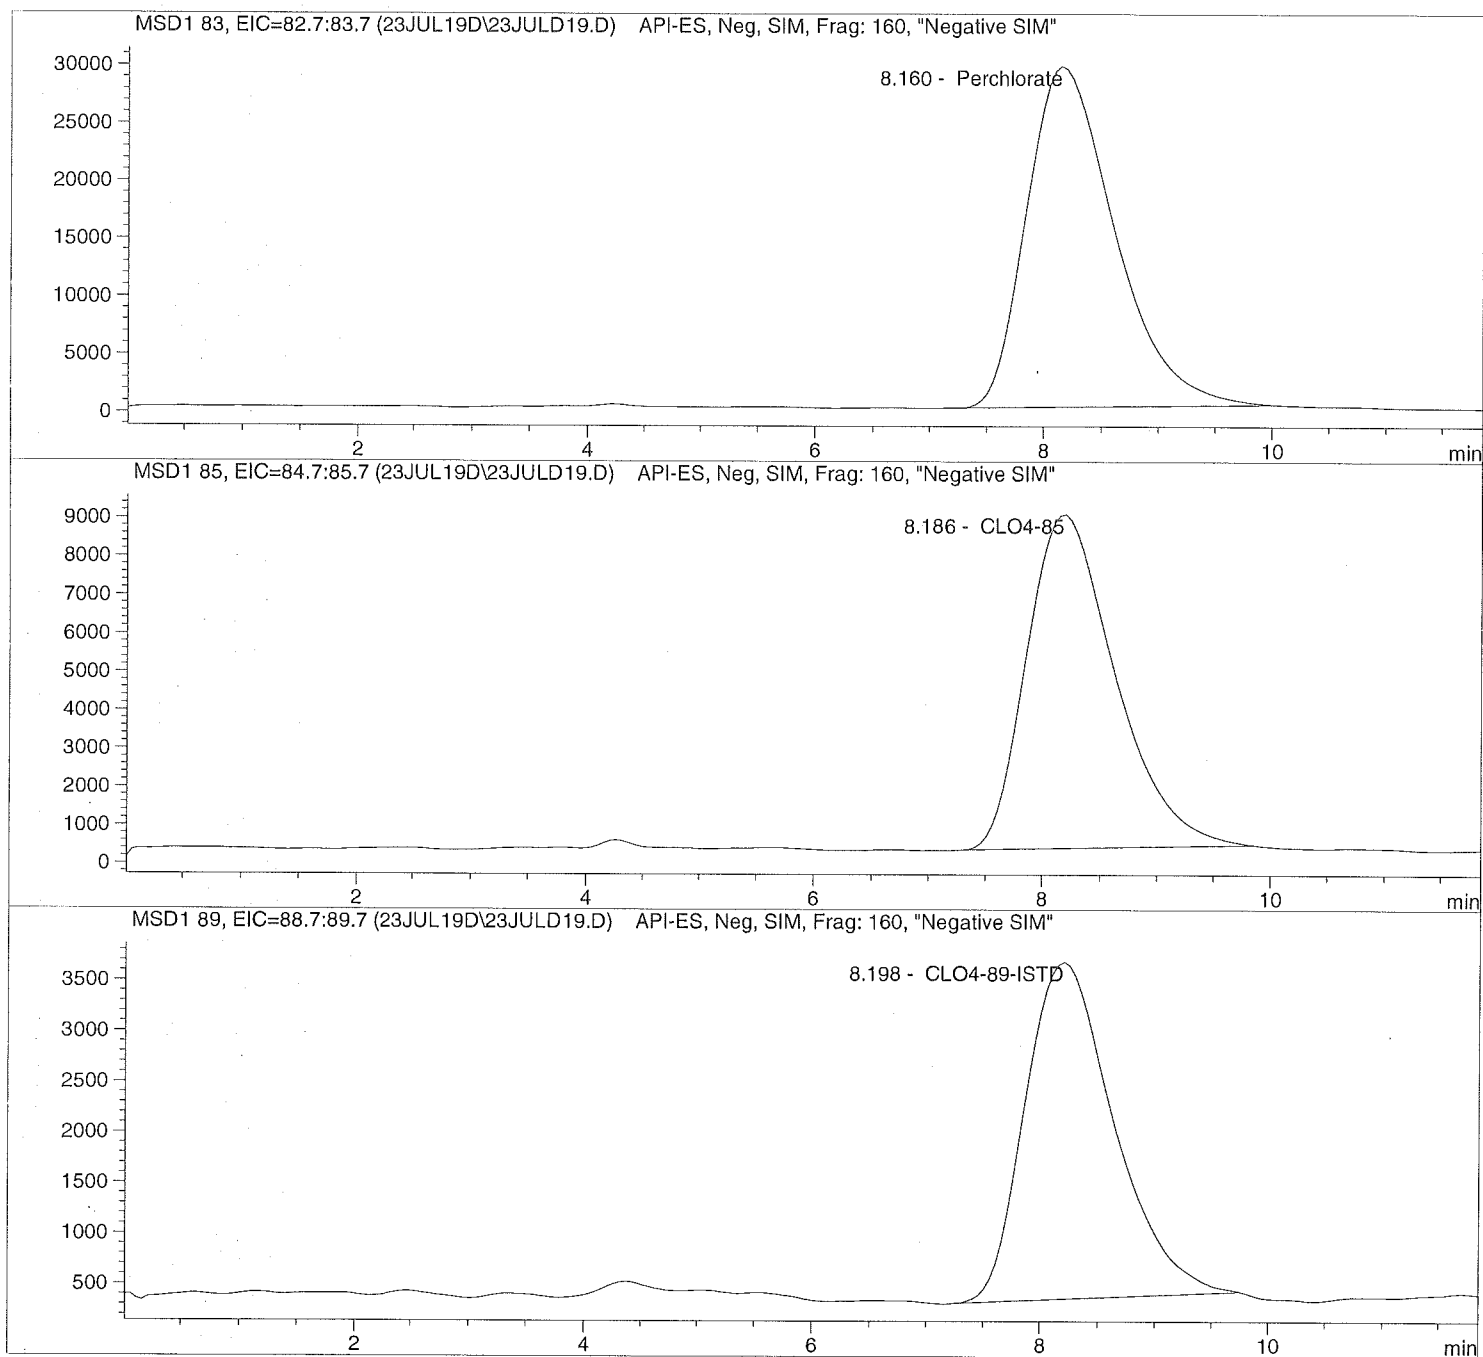 MSD1 83, EIC=82.7:83.7 (23JUL19D\23JULD19.D) API-ES, Neg, SIM, Frag: 160, "Negative SIM"
30000
8.160 - Perchlorate
25000
20000
15000
10000
5000
0
2 4 6 8 10 min
MSD1 85, EIC=84.7:85.7 (23JUL19D\23JULD19.D) API-ES, Neg, SIM, Frag: 160, "Negative SIM"
9000
8.186 - CLO4-85
8000
7000
6000
5000
4000
3000
2000
1000
0
2 4 6 8 10 min
MSD1 89, EIC=88.7:89.7 (23JUL19D\23JULD19.D) API-ES, Neg, SIM, Frag: 160, "Negative SIM"
3500
8.198 - CLO4-89-ISTD
3000
2500
2000
1500
1000
500
2 4 6 8 10 min